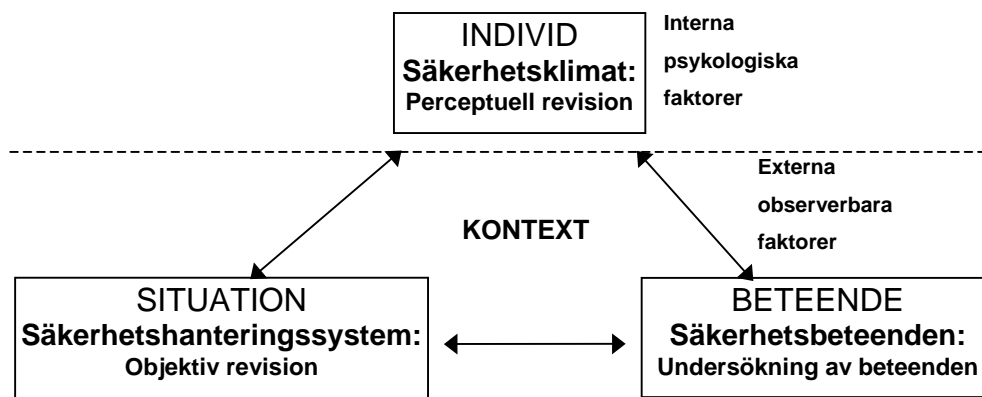 INDIVID
Säkerhetsklimat:
Perceptuell revision
Interna
psykologiska
faktorer
Externa
observerbara
faktorer
KONTEXT
SITUATION
Säkerhetshanteringssystem:
Objektiv revision
BETEENDE
Säkerhetsbeteenden:
Undersökning av beteenden